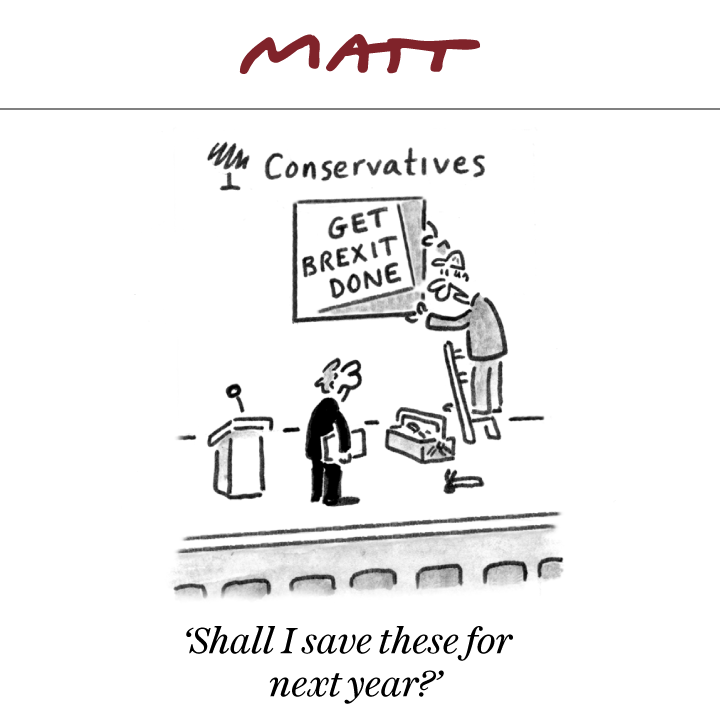 MATT
Conservatives
GET
BREXIT
DONE
‘Shall I save these for
next year?’